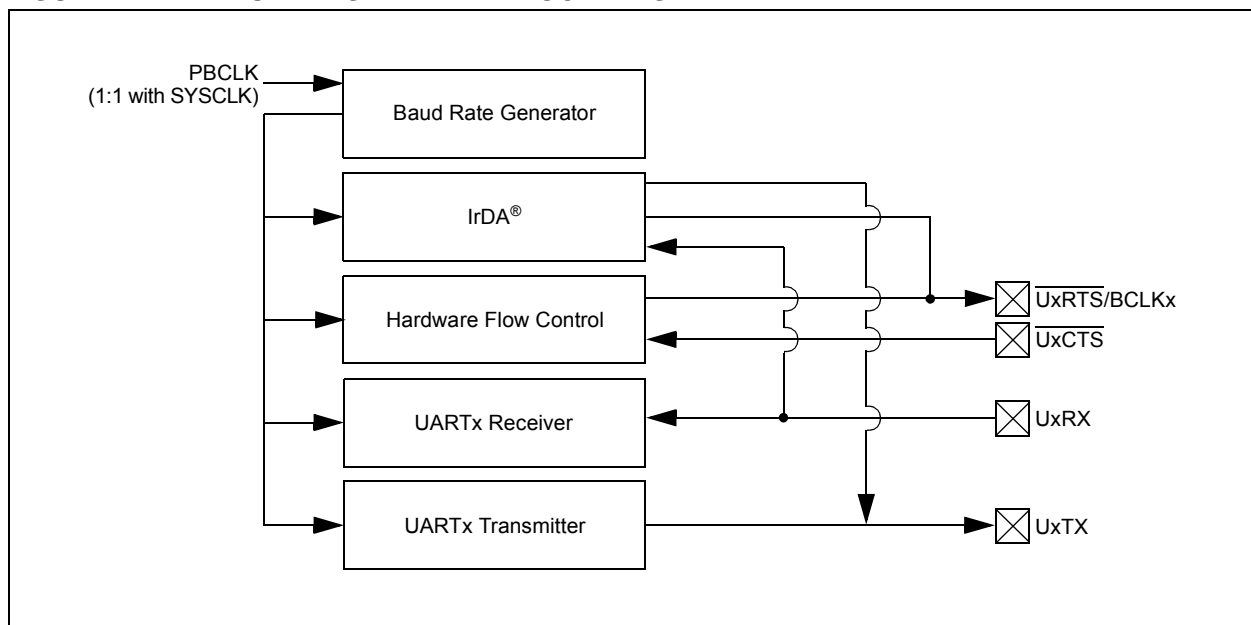 PBCLK
(1:1 with SYSCLK)
Baud Rate Generator
IrDA®
Hardware Flow Control
UxRTS/BCLKx
UxCTS
UARTx Receiver
UxRX
UARTx Transmitter
UxTX